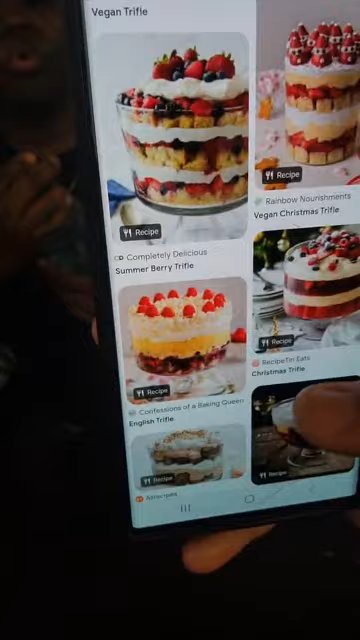 Vegan Trifle
Recipe
Completely Delicious
Summer Berry Trifle
Recipe
Rainbow Nourishments
Vegan Christmas Trifle
Recipe
Confessions of a Baking Queen
English Trifle
Recipe
RecipeTin Eats
Christmas Trifle
Recipe
Recipe